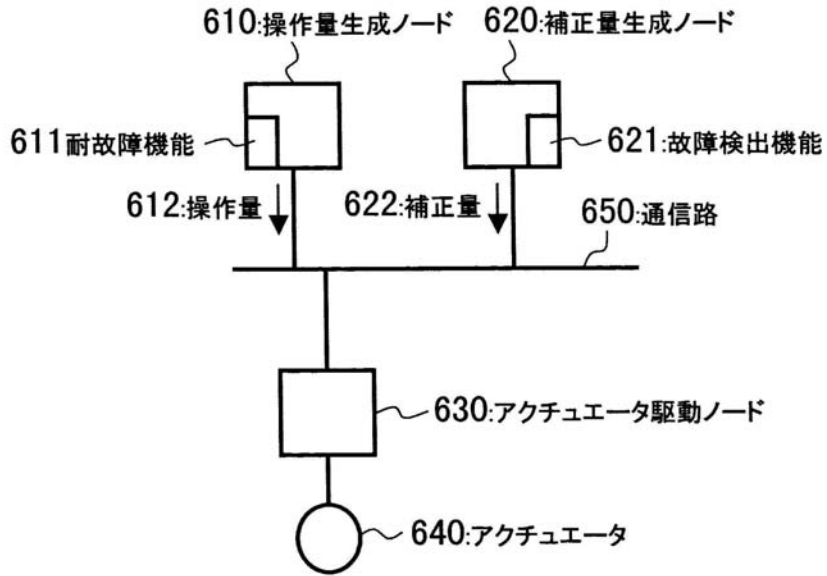 610:操作量生成ノード
620:補正量生成ノード
611耐故障機能
621:故障検出機能
612:操作量
622:補正量
650:通信路
630:アクチュエータ駆動ノード
640:アクチュエータ